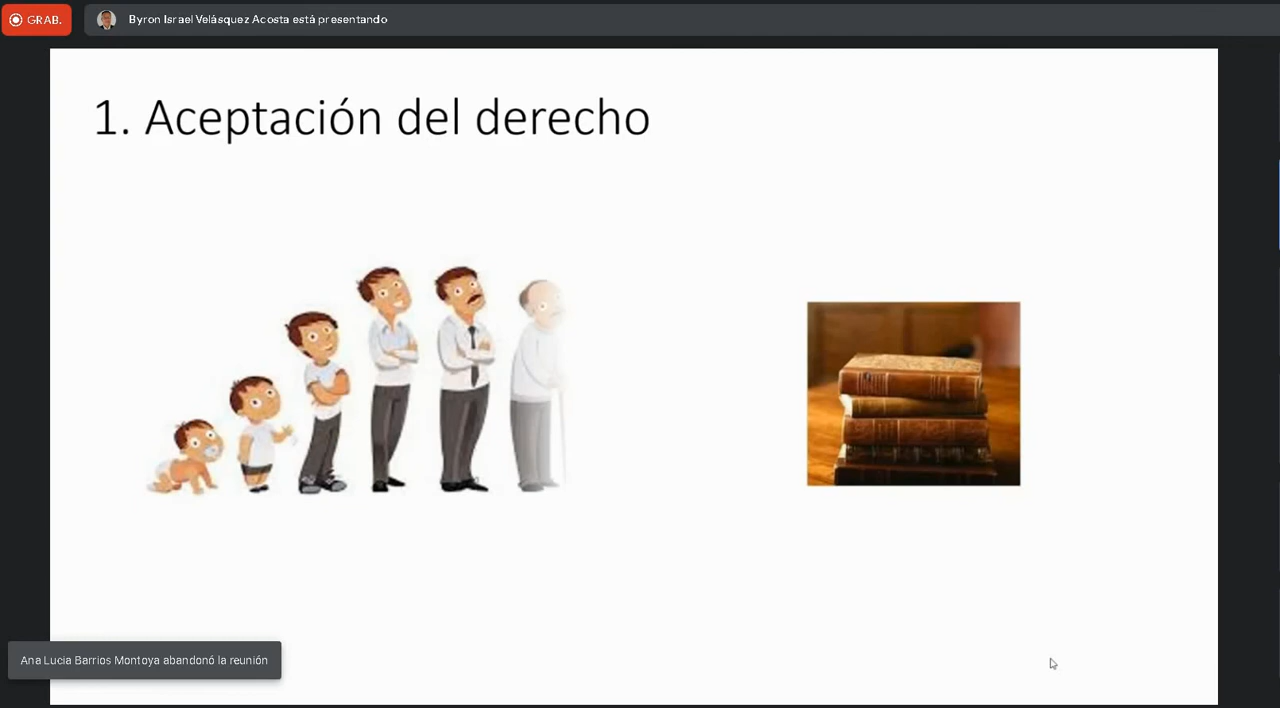 GRAB.
Byron Israel Velásquez Acosta está presentando
1. Aceptación del derecho
Ana Lucia Barrios Montoya abandonó la reunión